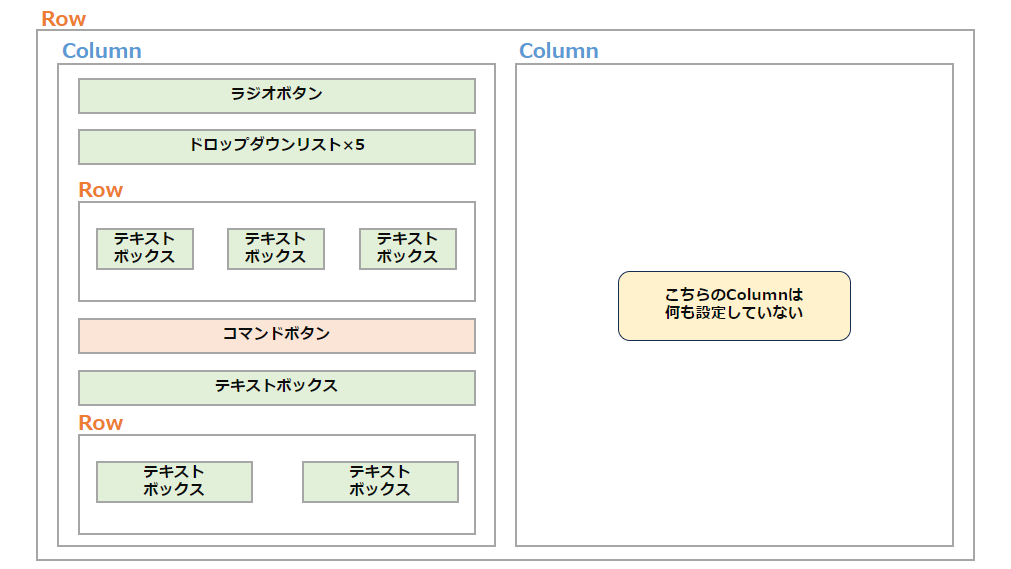 Row
Column
ラジオボタン
ドロップダウンリスト×5
Row
テキスト
ボックス
テキスト
ボックス
テキスト
ボックス
コマンドボタン
テキストボックス
Row
テキスト
ボックス
テキスト
ボックス
Column
こちらのColumnは
何も設定していない